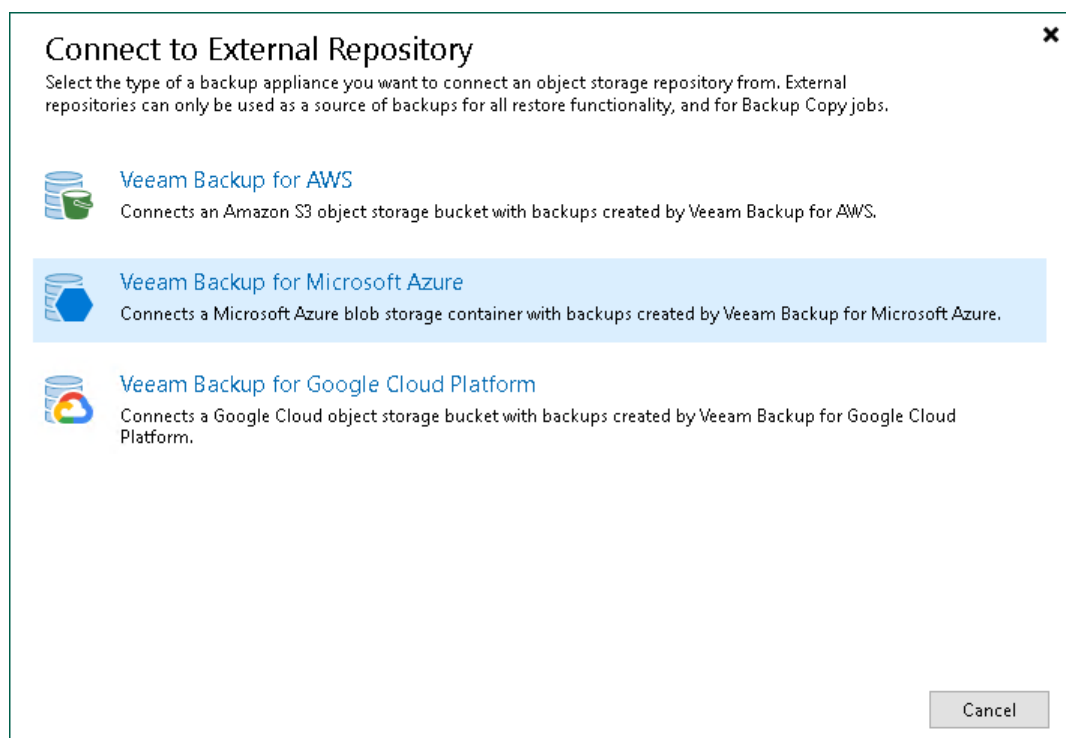 Connect to External Repository
Select the type of a backup appliance you want to connect an object storage repository from. External
repositories can only be used as a source of backups for all restore functionality, and for Backup Copy jobs.
Veeam Backup for AWS
Connects an Amazon S3 object storage bucket with backups created by Veeam Backup for AWS.
Veeam Backup for Microsoft Azure
Connects a Microsoft Azure blob storage container with backups created by Veeam Backup for Microsoft Azure.
Veeam Backup for Google Cloud Platform
Connects a Google Cloud object storage bucket with backups created by Veeam Backup for Google Cloud
Platform.
Cancel